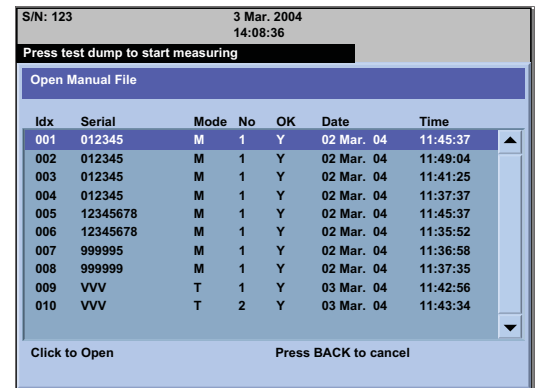 S/N: 123 3 Mar. 2004
14:08:36
Press test dump to start measuring
Open Manual File
Idx Serial Mode No OK Date Time
001 012345 M 1 Y 02 Mar. 04 11:45:37
002 012345 M 1 Y 02 Mar. 04 11:49:04
003 012345 M 1 Y 02 Mar. 04 11:41:25
004 012345 M 1 Y 02 Mar. 04 11:37:37
005 12345678 M 1 Y 02 Mar. 04 11:45:37
006 12345678 M 1 Y 02 Mar. 04 11:35:52
007 999995 M 1 Y 02 Mar. 04 11:36:58
008 999999 M 1 Y 02 Mar. 04 11:37:35
009 VVV T 1 Y 03 Mar. 04 11:42:56
010 VVV T 2 Y 03 Mar. 04 11:43:34
Click to Open Press BACK to cancel